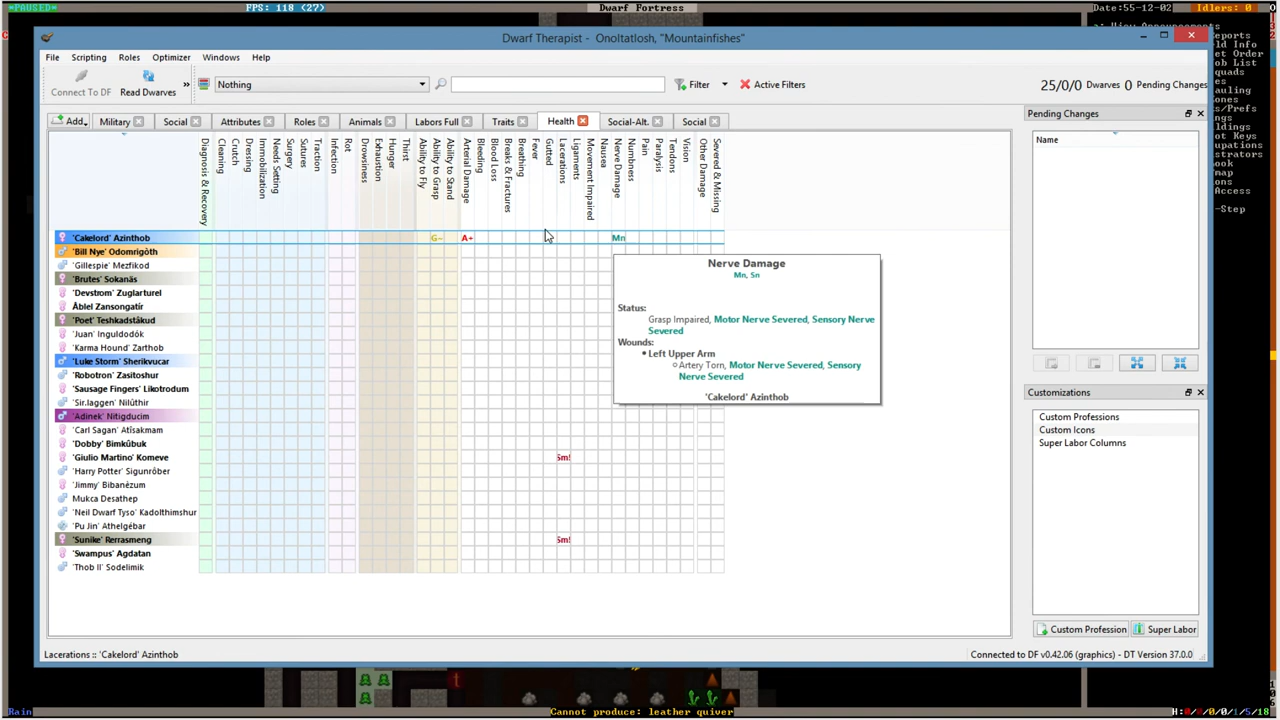 *PAUSED*
FPS: 118 (27)
Dwarf Fortress
Date:55-12-02
Idlers: 0
Dwarf Therapist - Onoltatlosh, "Mountainfishes"
File Scripting Roles Optimizer Windows Help
Connect To DF Read Dwarves » Nothing Filter Active Filters
25/0/0 Dwarves 0 Pending Changes
Add... Military Social Attributes Roles Animals Labors Full Traits Health Social-Alt. Social
Diagnosis & Recovery
Cleaning
Crutch
Dressing
Immobilization
Needs Setting
Surgery
Sutures
Traction
Infection
Rot
Drowsiness
Exhaustion
Hunger
Thirst
Ability to Fly
Ability to Grasp
Ability to Stand
Arterial Damage
Bleeding
Blood Loss
Breaks & Fractures
Breathing
Fever
Gutted
Lacerations
Ligaments
Movement Impaired
Nausea
Nerve Damage
Numbness
Pain
Paralysis
Tendons
Vision
Other Damage
Severed & Missing
'Cakelord' Azinthob G~ A+ Mn
'Bill Nye' Odomrigòth
'Gillespie' Mezfikod
'Brutes' Sokanäs
'Devstrom' Zuglarturel
Åblel Zansongatír
'Poet' Teshkadstâkud
'Juan' Inguldodók
'Karma Hound' Zarthob
'Luke Storm' Sherikvucar
'Robotron' Zasitoshur
'Sausage Fingers' Likotrudom
'Sir.laggen' Nilûthir
'Adinek' Nitigducim
'Carl Sagan' Atîsakmam
'Dobby' Bimkûbuk
'Giulio Martino' Komeve Sm!
'Harry Potter' Sigunrôber
'Jimmy' Bibanèzum
Mukca Desathep
'Neil Dwarf Tyso' Kadolthimshur
'Pu Jin' Athelgébar
'Sunike' Rerrasmeng Sm!
'Swampus' Agdatan
'Thob II' Sodelimik
Nerve Damage
Mn, Sn
Status:
Grasp Impaired, Motor Nerve Severed, Sensory Nerve
Severed
Wounds:
Left Upper Arm
Artery Torn, Motor Nerve Severed, Sensory
Nerve Severed
'Cakelord' Azinthob
Pending Changes
Name
Customizations
Custom Professions
Custom Icons
Super Labor Columns
Custom Profession Super Labor
Lacerations :: 'Cakelord' Azinthob
Connected to DF v0.42.06 (graphics) - DT Version 37.0.0
Rain
Cannot produce: leather quiver